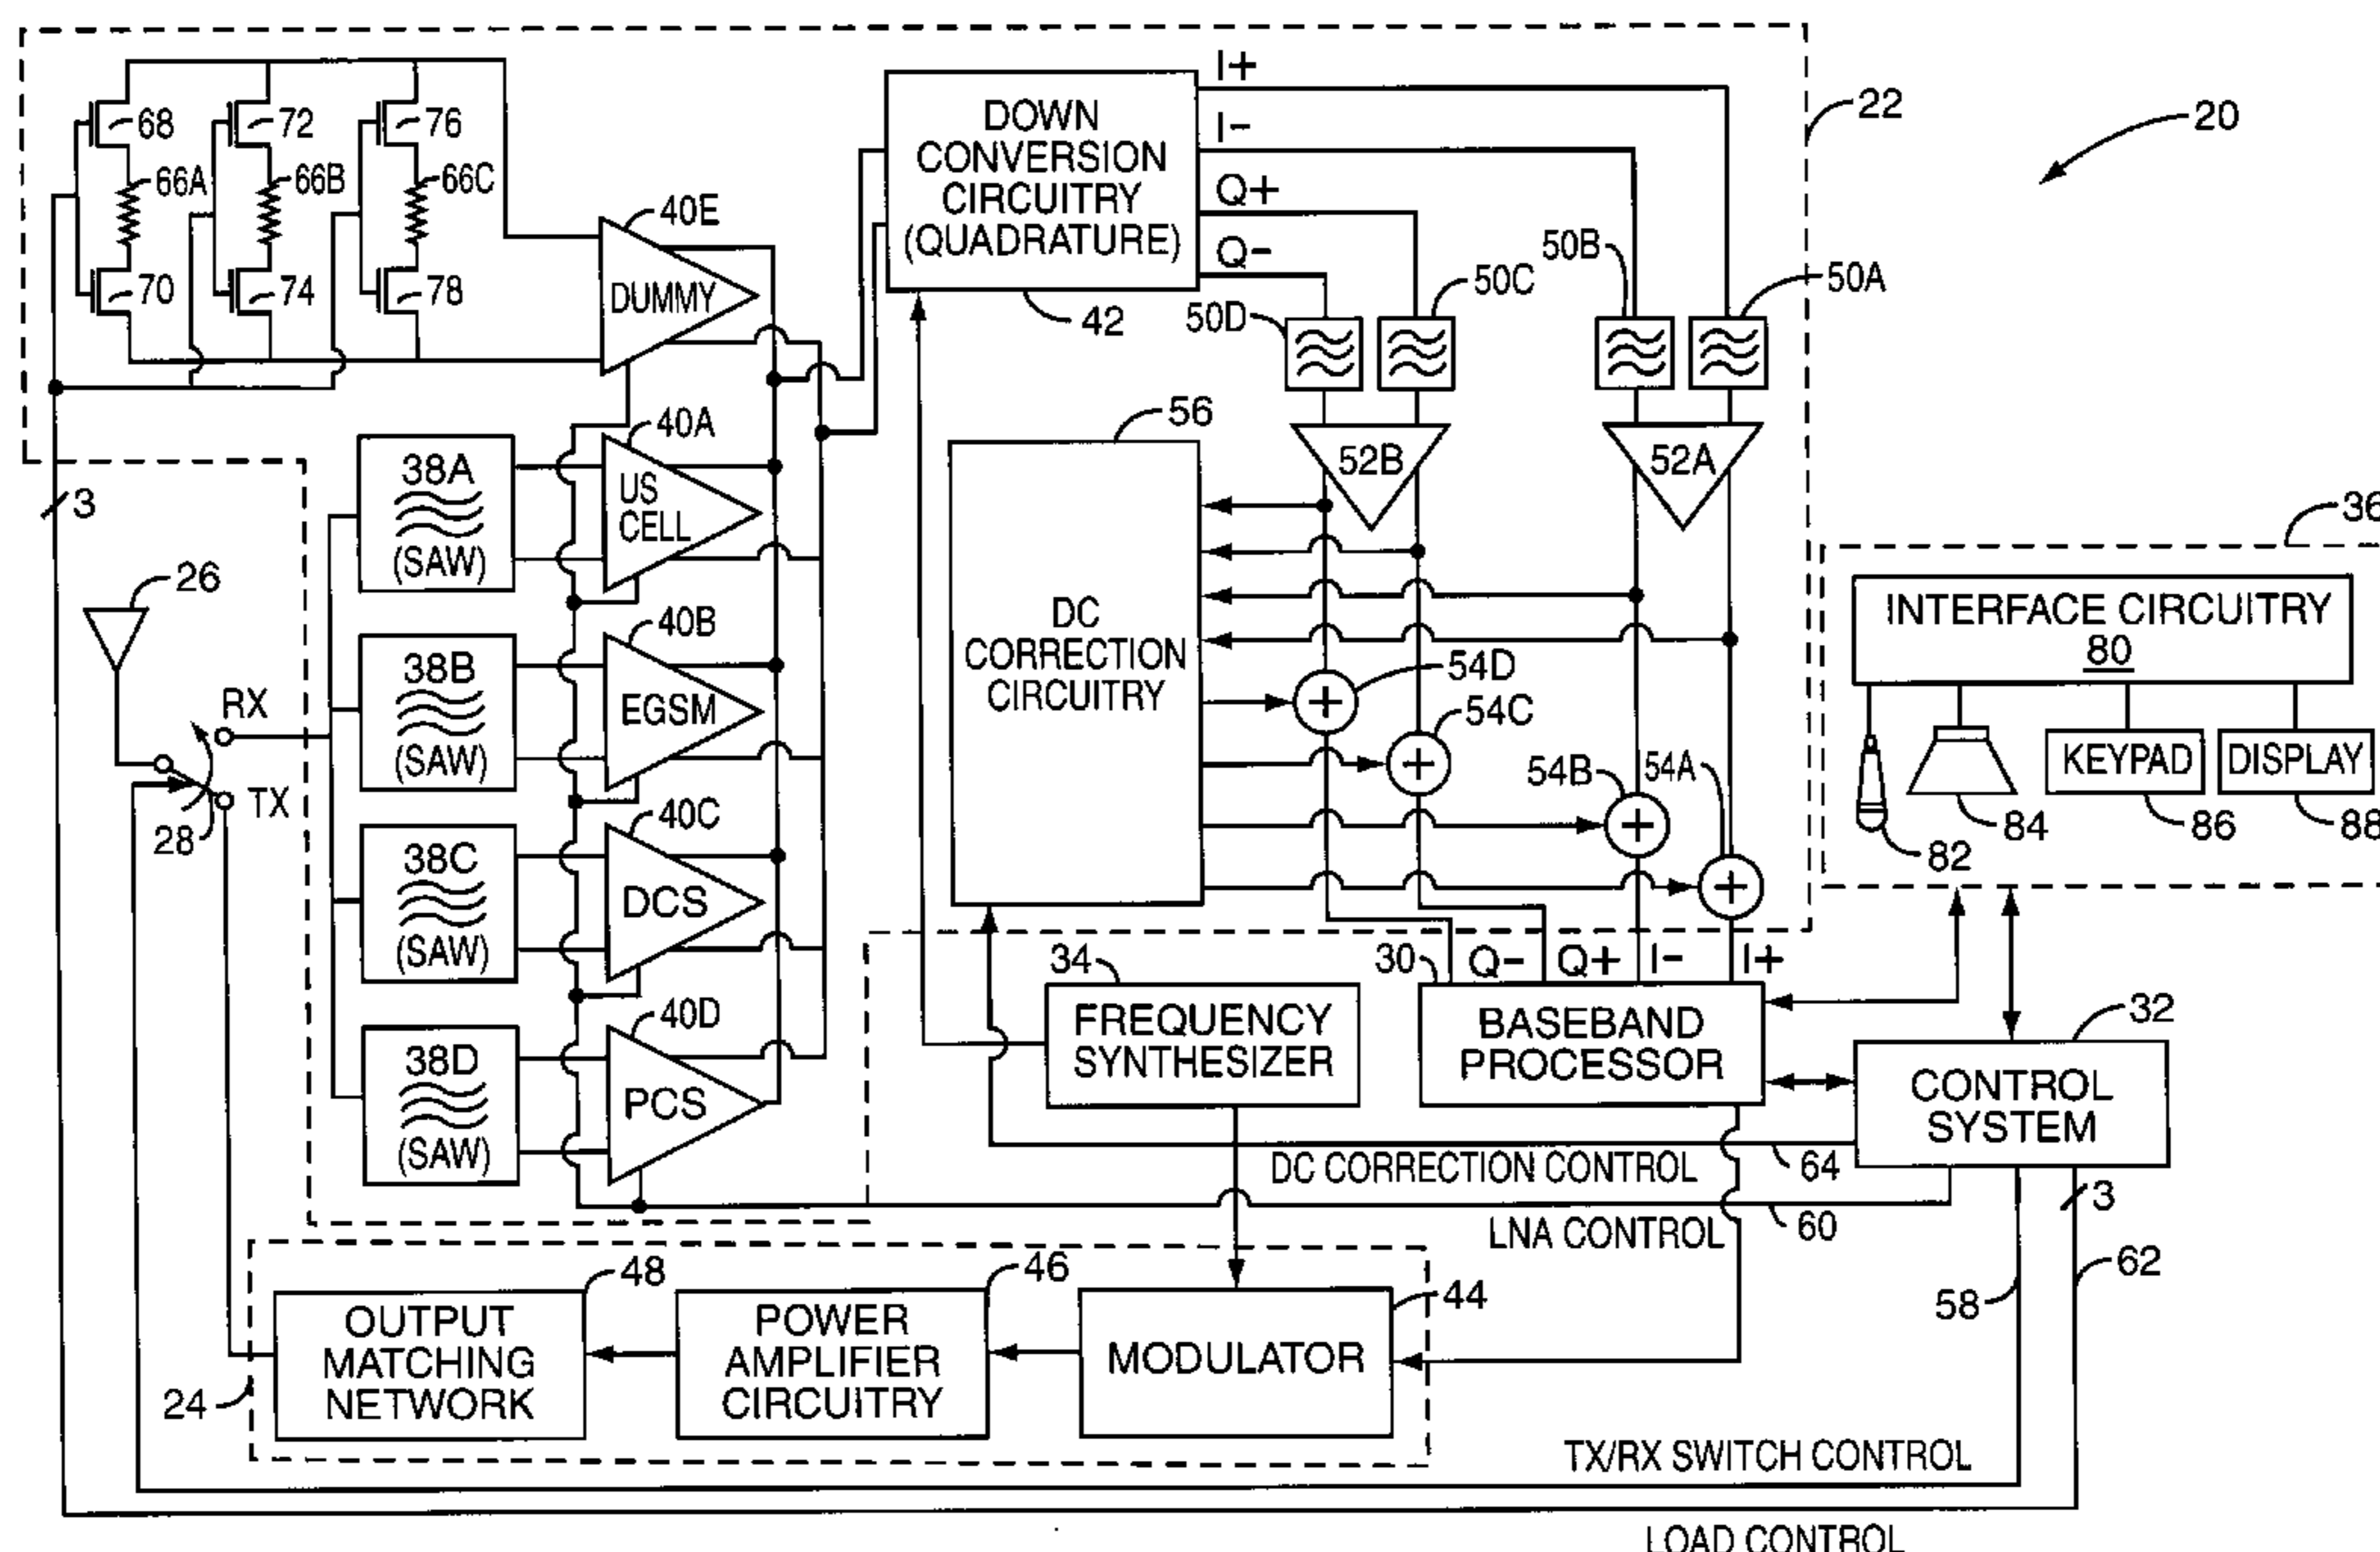 I+
22
DOWN
CONVERSION
CIRCUITRY
(QUADRATURE)
I-
Q+
Q-
20
68
72
76
66A
66B
66C
70
74
78
40E
DUMMY
42
50D
50C
50B
50A
56
52B
52A
3
38A
(SAW)
40A
US
CELL
36
INTERFACE CIRCUITRY
80
26
38B
(SAW)
40B
EGSM
DC
CORRECTION
CIRCUITRY
54D
54C
54B
54A
KEYPAD
DISPLAY
82
84
86
88
RX
TX
28
38C
(SAW)
40C
DCS
34
FREQUENCY
SYNTHESIZER
30
Q-
Q+
I-
I+
BASEBAND
PROCESSOR
32
CONTROL
SYSTEM
38D
(SAW)
40D
PCS
DC CORRECTION CONTROL
64
3
LNA CONTROL
60
62
58
48
OUTPUT
MATCHING
NETWORK
46
POWER
AMPLIFIER
CIRCUITRY
44
MODULATOR
24
TX/RX SWITCH CONTROL
LOAD CONTROL